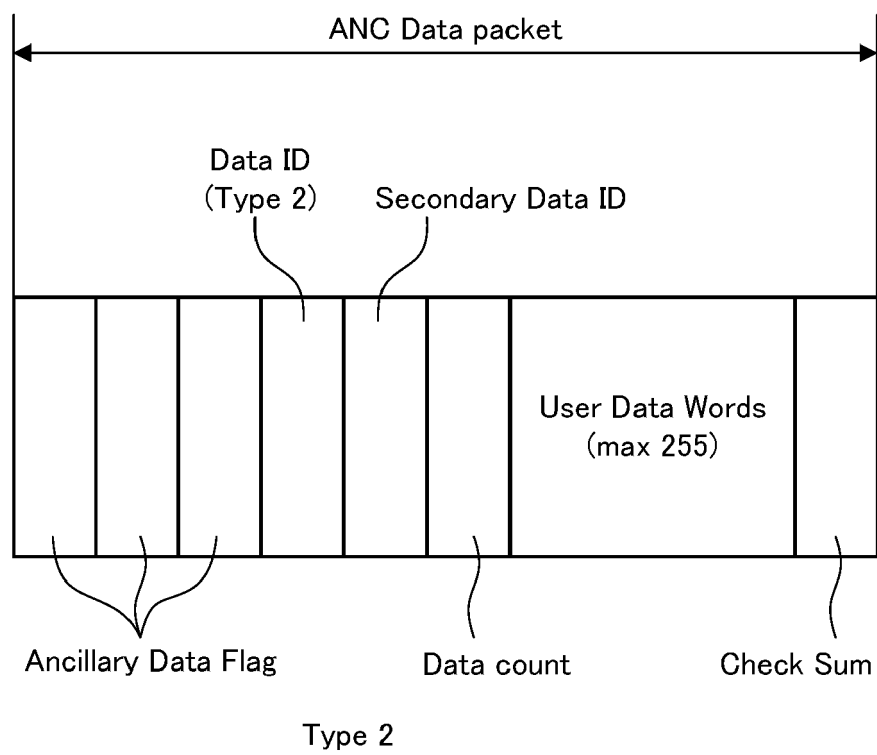 ANC Data packet
Data ID
(Type 2)
Secondary Data ID
User Data Words
(max 255)
Ancillary Data Flag
Data count
Check Sum
Type 2